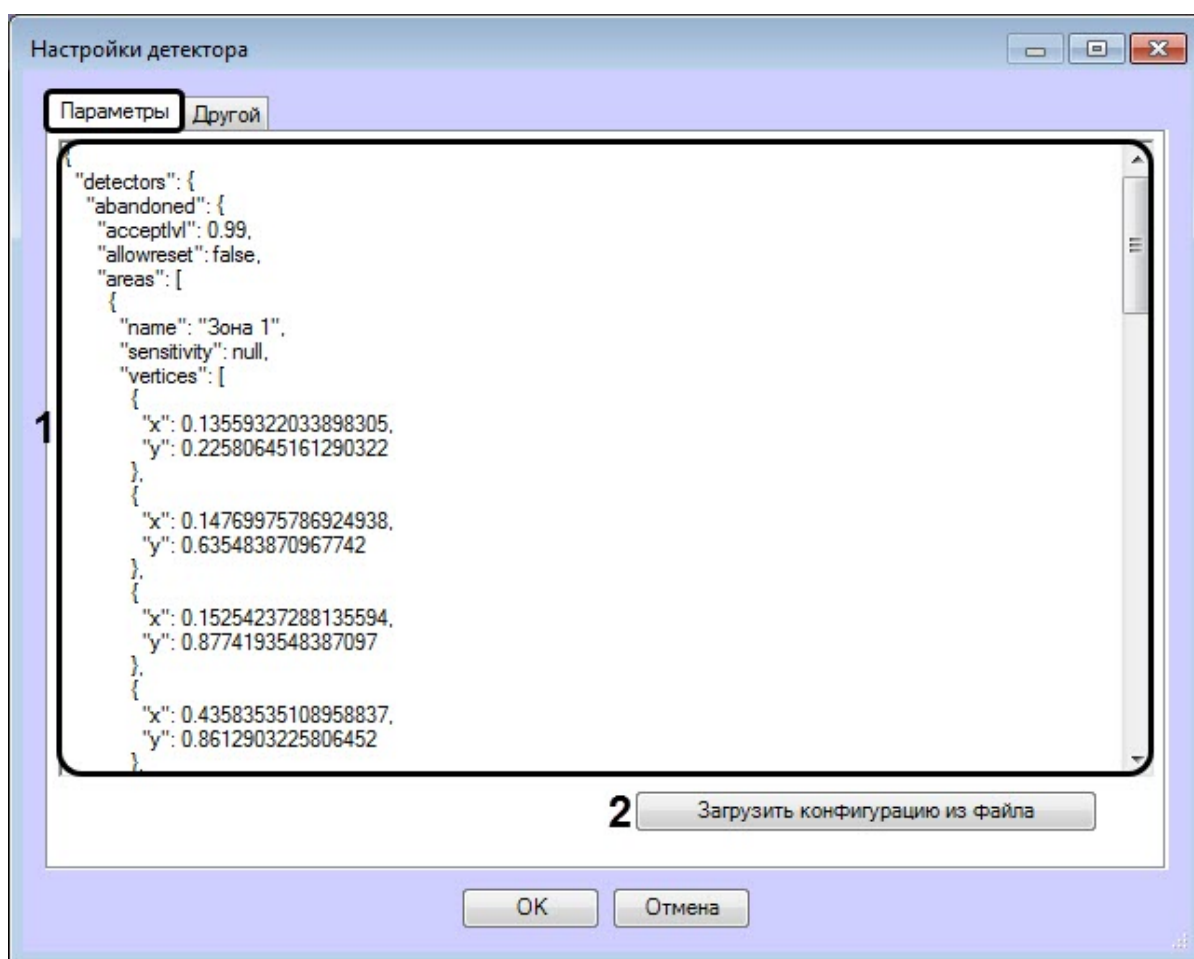 Настройки детектора
Параметры Другой
{
"detectors": {
"abandoned": {
"acceptlvl": 0.99,
"allowreset": false,
"areas": [
{
"name": "Зона 1",
"sensitivity": null,
"vertices": [
{
1
"x": 0.13559322033898305,
"y": 0.22580645161290322
},
{
"x": 0.14769975786924938,
"y": 0.635483870967742
},
{
"x": 0.15254237288135594,
"y": 0.8774193548387097
},
{
"x": 0.43583535108958837,
"y": 0.8612903225806452
},
2 Загрузить конфигурацию из файла
OK Отмена